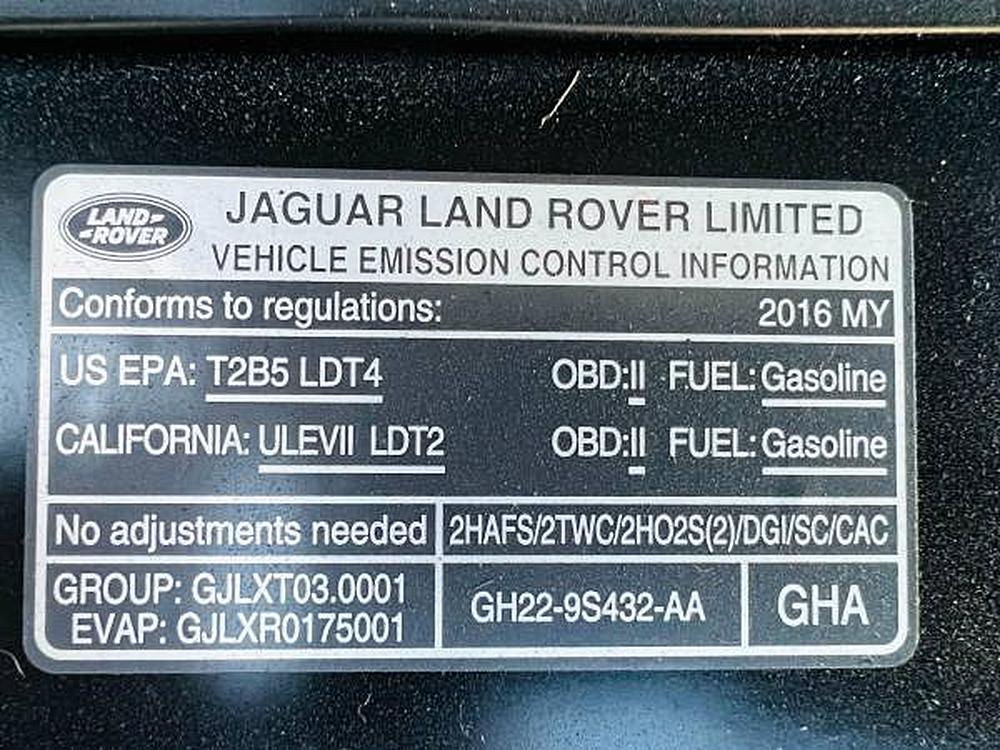 LAND-
-ROVER
JAGUAR LAND ROVER LIMITED
VEHICLE EMISSION CONTROL INFORMATION
Conforms to regulations: 2016 MY
US EPA: T2B5 LDT4 OBD:II FUEL: Gasoline
CALIFORNIA: ULEVII LDT2 OBD:II FUEL: Gasoline
No adjustments needed 2HAFS/2TWC/2HO2S(2)/DGI/SC/CAC
GROUP: GJLXT03.0001
EVAP: GJLXR0175001
GH22-9S432-AA
GHA